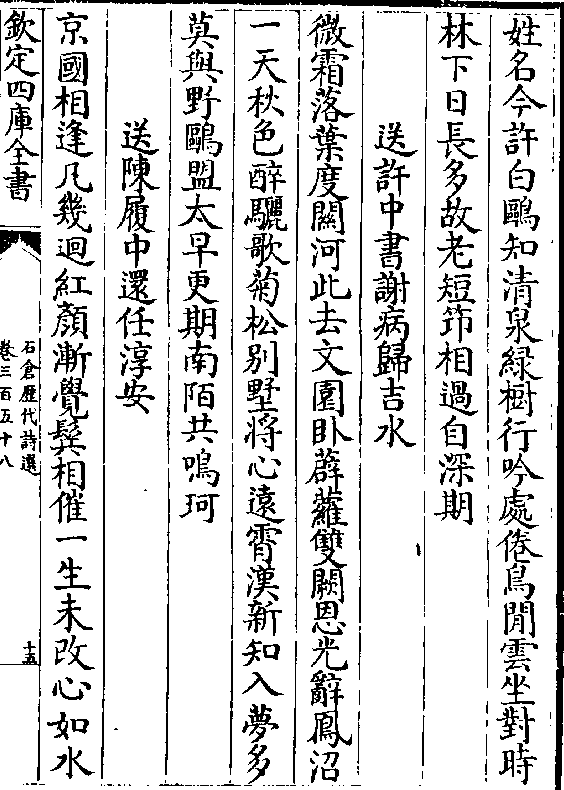 姓名今許白鷗知清泉緑樹行吟處倦鳥閒雲坐對時
林下日長多故老短笻相過自深期
送許中書謝病歸吉水
微霜落葉度關河此去文園卧薜蘿雙闕恩光辭鳳沼
一天秋色醉驪歌菊松别墅將心逺霄漢新知入夢多
莫與野鷗盟太早更期南陌共鳴珂
送陳履中還任淳安
京國相逢凡幾迴紅顔漸覺鬂相催一生未改心如水
欽定四庫全書
石倉歴代詩選
卷三百五十八
十五